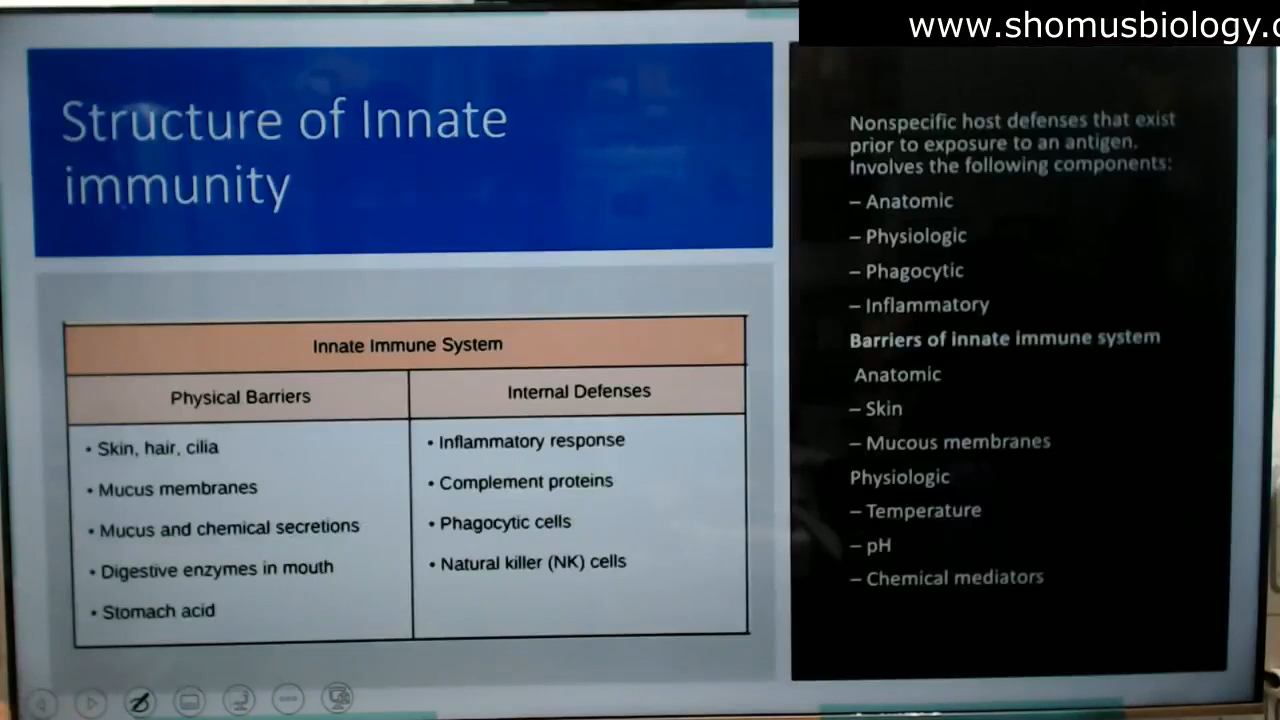 www.shomusbiology.c
Structure of Innate
immunity
Innate Immune System
Physical Barriers
Internal Defenses
• Skin, hair, cilia
• Mucus membranes
• Mucus and chemical secretions
• Digestive enzymes in mouth
• Stomach acid
• Inflammatory response
• Complement proteins
• Phagocytic cells
• Natural killer (NK) cells
Nonspecific host defenses that exist
prior to exposure to an antigen.
Involves the following components:
– Anatomic
– Physiologic
– Phagocytic
– Inflammatory
Barriers of innate immune system
Anatomic
– Skin
– Mucous membranes
Physiologic
– Temperature
– pH
– Chemical mediators